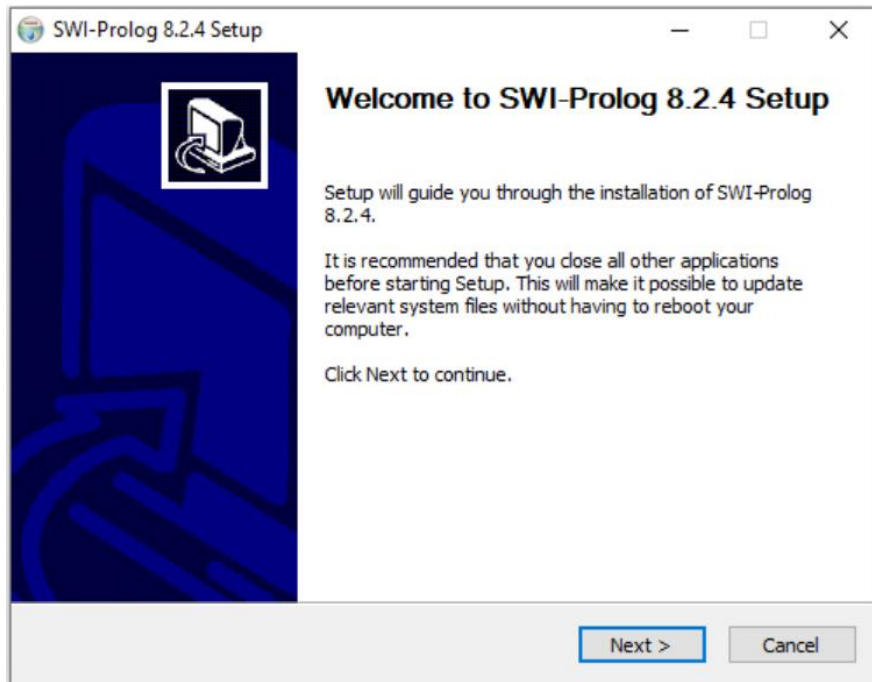 SWI-Prolog 8.2.4 Setup
Welcome to SWI-Prolog 8.2.4 Setup
Setup will guide you through the installation of SWI-Prolog
8.2.4.
It is recommended that you close all other applications
before starting Setup. This will make it possible to update
relevant system files without having to reboot your
computer.
Click Next to continue.
Next >
Cancel